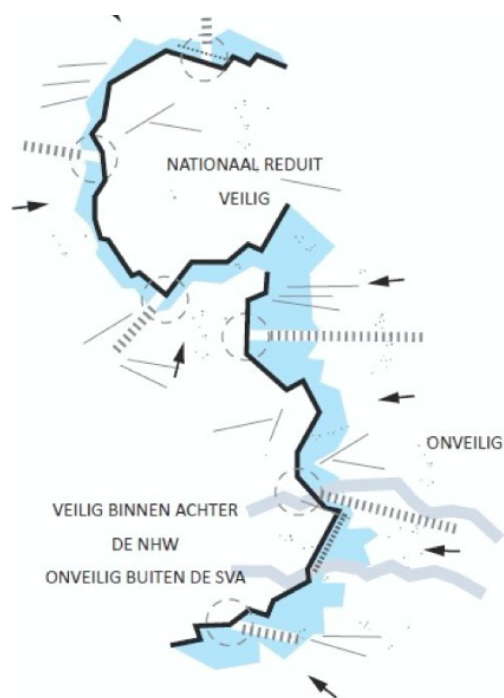 NATIONAAL REDUIT
VEILIG
ONVEILIG
VEILIG BINNEN ACHTER
DE NHW
ONVEILIG BUITEN DE SVA